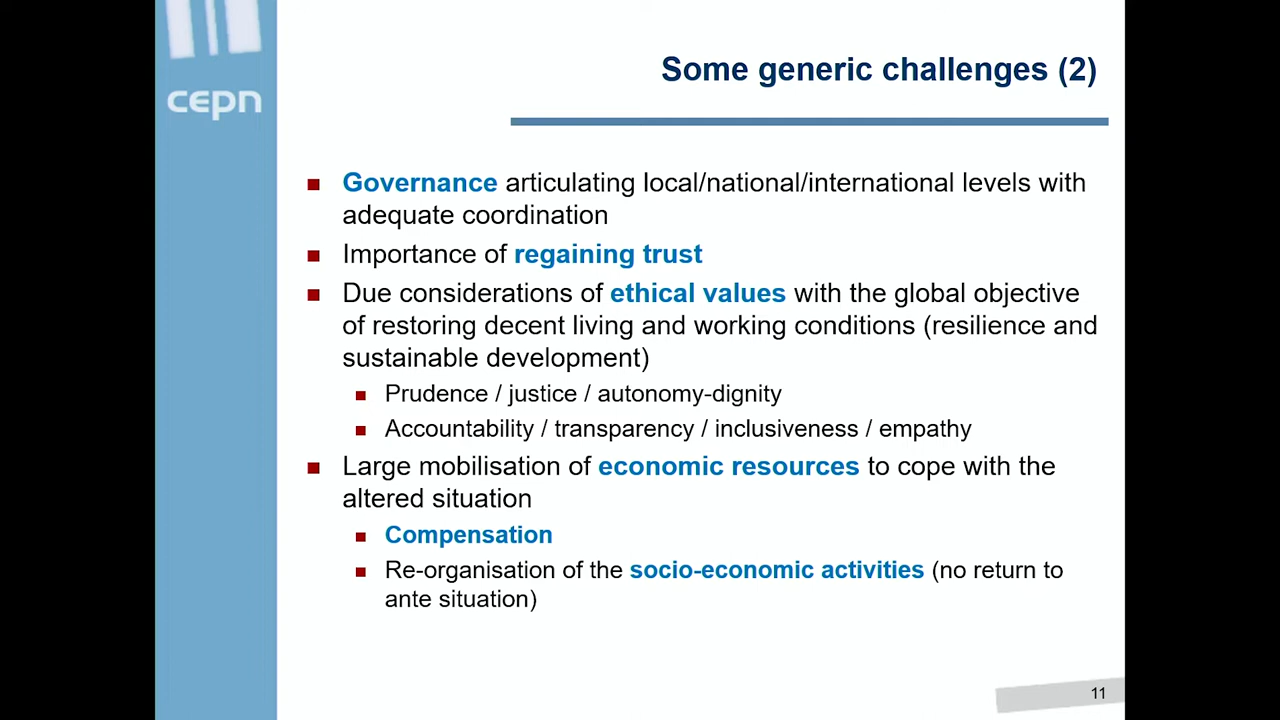 cepn
Some generic challenges (2)
Governance articulating local/national/international levels with
adequate coordination
Importance of regaining trust
Due considerations of ethical values with the global objective
of restoring decent living and working conditions (resilience and
sustainable development)
Prudence / justice / autonomy-dignity
Accountability / transparency / inclusiveness / empathy
Large mobilisation of economic resources to cope with the
altered situation
Compensation
Re-organisation of the socio-economic activities (no return to
ante situation)
11